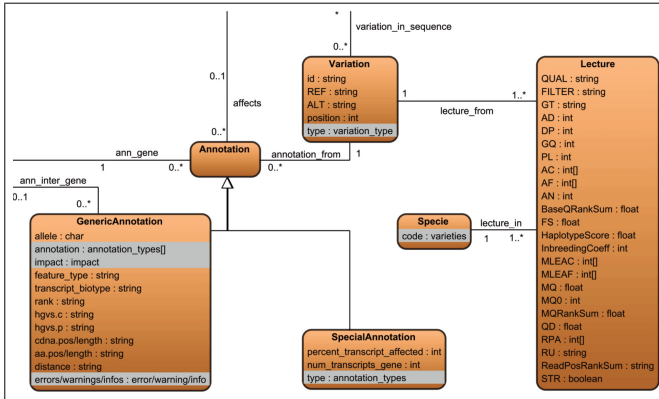 *
variation_in_sequence
0..*
Variation
id : string
REF : string
ALT : string
position : int
type : variation_type
1
1..*
lecture_from
Lecture
QUAL : string
FILTER : string
GT : string
AD : int
DP : int
GQ : int
PL : int
AC : int[]
AF : int[]
AN : int
BaseQRankSum : float
FS : float
HaplotypeScore : float
InbreedingCoeff : int
MLEAC : int[]
MLEAF : int[]
MQ : float
MQ0 : int
MQRankSum : float
QD : float
RPA : int[]
RU : string
ReadPosRankSum : string
STR : boolean
0..1
affects
0..*
Annotation
ann_gene
1
0..*
annotation_from
0..*
1
ann_inter_gene
0..1
0..*
GenericAnnotation
allele : char
annotation : annotation_types[]
impact : impact
feature_type : string
transcript_biotype : string
rank : string
hgvs.c : string
hgvs.p : string
cdna.pos/length : string
aa.pos/length : string
distance : string
errors/warnings/infos : error/warning/info
Specie
code : varieties
lecture_in
1
1..*
SpecialAnnotation
percent_transcript_affected : int
num_transcripts_gene : int
type : annotation_types